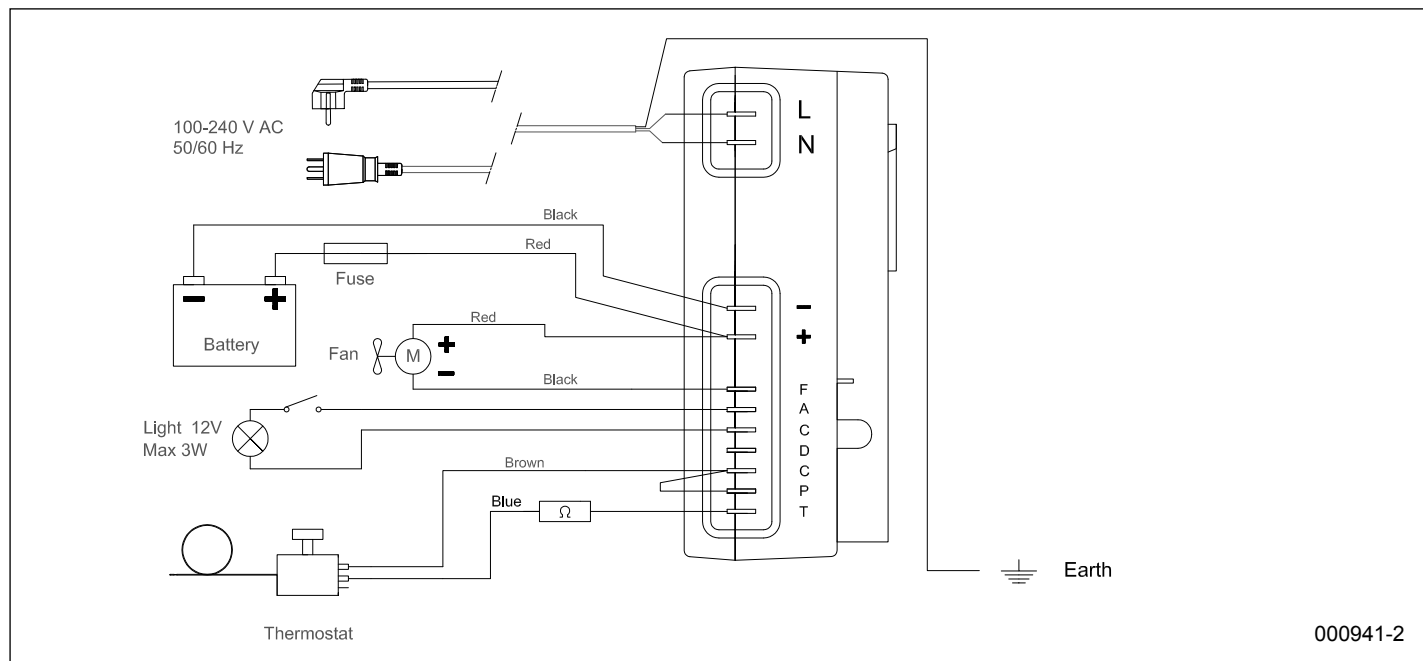 100-240 V AC
50/60 Hz
L
N
Black
Red
Fuse
Battery
− +
−
+
Red
Fan
M
+
−
Black
F
A
C
D
C
P
T
Light 12V
Max 3W
Brown
Blue
Ω
Thermostat
Earth
000941-2